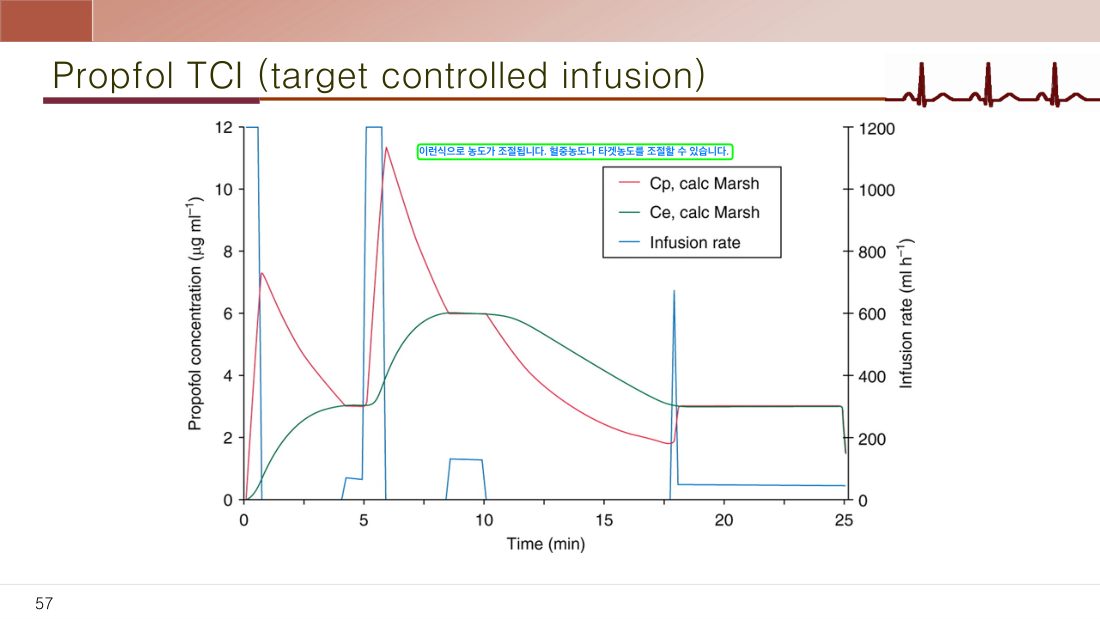 Propfol TCI (target controlled infusion)
이런식으로 농도가 조절됩니다. 혈중농도나 타겟농도를 조절할 수 있습니다.
Cp, calc Marsh
Ce, calc Marsh
Infusion rate
Propofol concentration (μg ml⁻¹)
12
10
8
6
4
2
0
1200
1000
800
600
400
200
0
Infusion rate (ml h⁻¹)
0 5 10 15 20 25
Time (min)
57